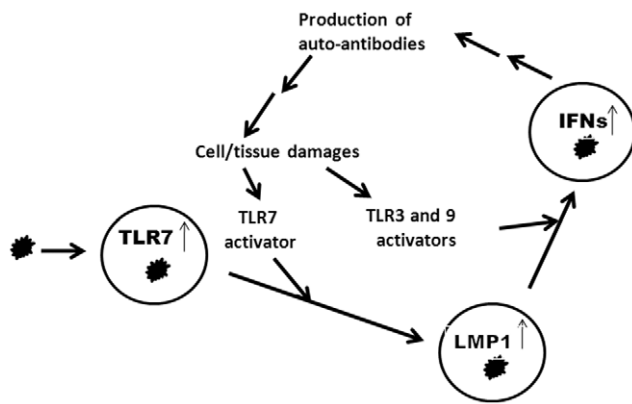 Production of
auto-antibodies
IFNs↑
Cell/tissue damages
TLR7
activator
TLR3 and 9
activators
TLR7↑
LMP1↑